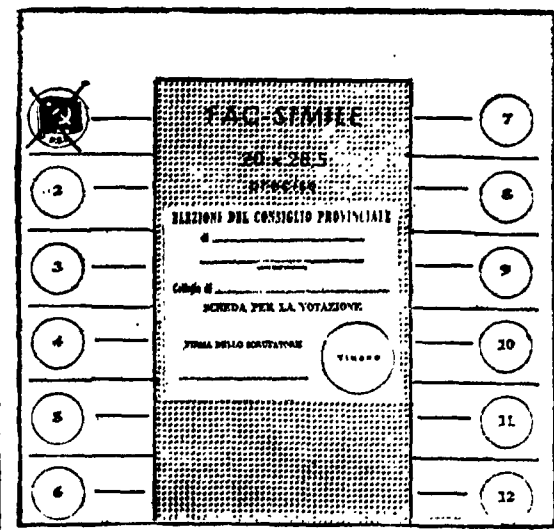 FAC-SIMILE
20 x 28,5
preciso
ELEZIONI DEL CONSIGLIO PROVINCIALE
di
Collegio di
SCHEDA PER LA VOTAZIONE
FIRMA DELLO SCRUTATORE
TIMBRO
2
3
4
5
6
7
8
9
10
11
12